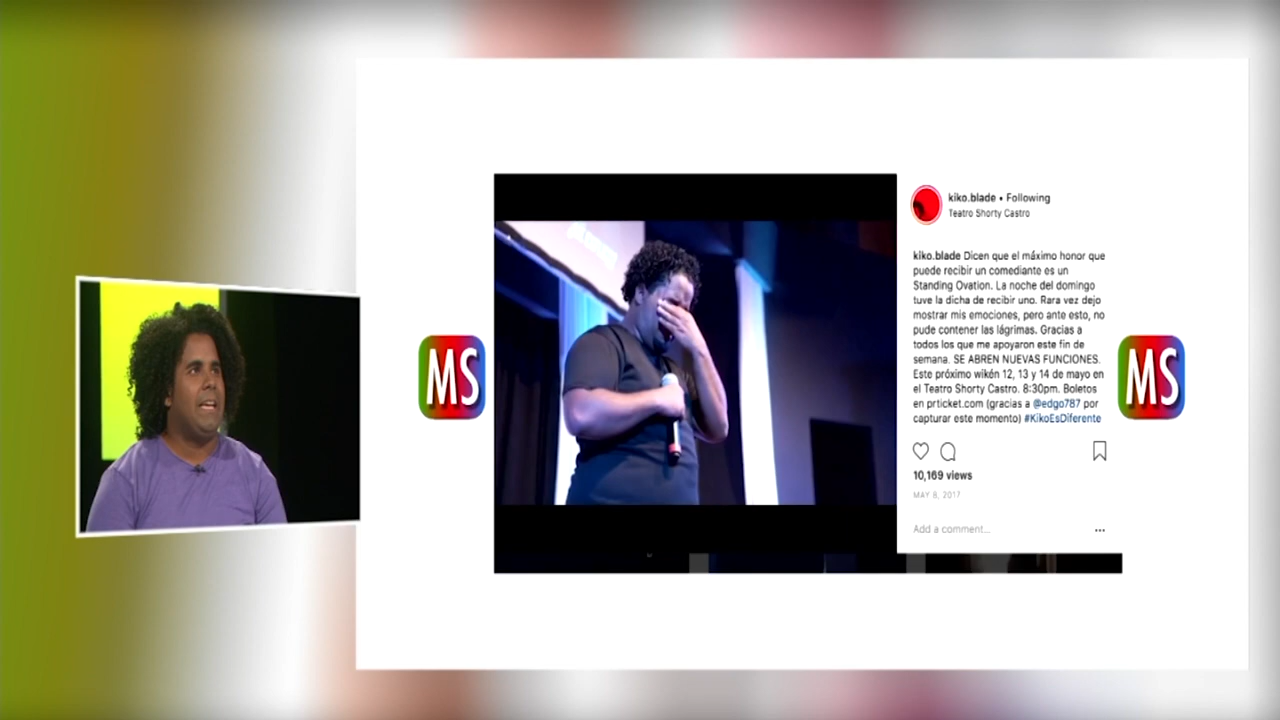 kiko.blade • Following
Teatro Shorty Castro
kiko.blade Dicen que el máximo honor que
puede recibir un comediante es un
Standing Ovation. La noche del domingo
tuve la dicha de recibir uno. Rara vez dejo
mostrar mis emociones, pero ante esto, no
pude contener las lágrimas. Gracias a
todos los que me apoyaron este fin de
semana. SE ABREN NUEVAS FUNCIONES.
Este próximo wikén 12, 13 y 14 de mayo en
el Teatro Shorty Castro. 8:30pm. Boletos
en prticket.com (gracias a @edgo787 por
capturar este momento) #KikoEsDiferente
MS
MS
10,169 views
MAY 8, 2017
Add a comment...